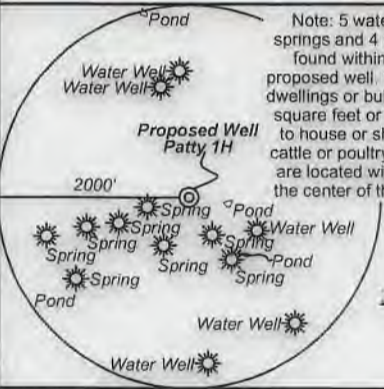 Pond
Note: 5 wate
springs and 4
found within
proposed well
dwellings or bu
square feet or
to house or sh
cattle or poultry
are located wi
the center of th
Water Well
Water Well
Proposed Well
Patty 1H
2000'
Spring
Pond
Spring
Spring
Water Well
Spring
Spring
Spring
Pond
Spring
Spring
Pond
Water Well
Water Well